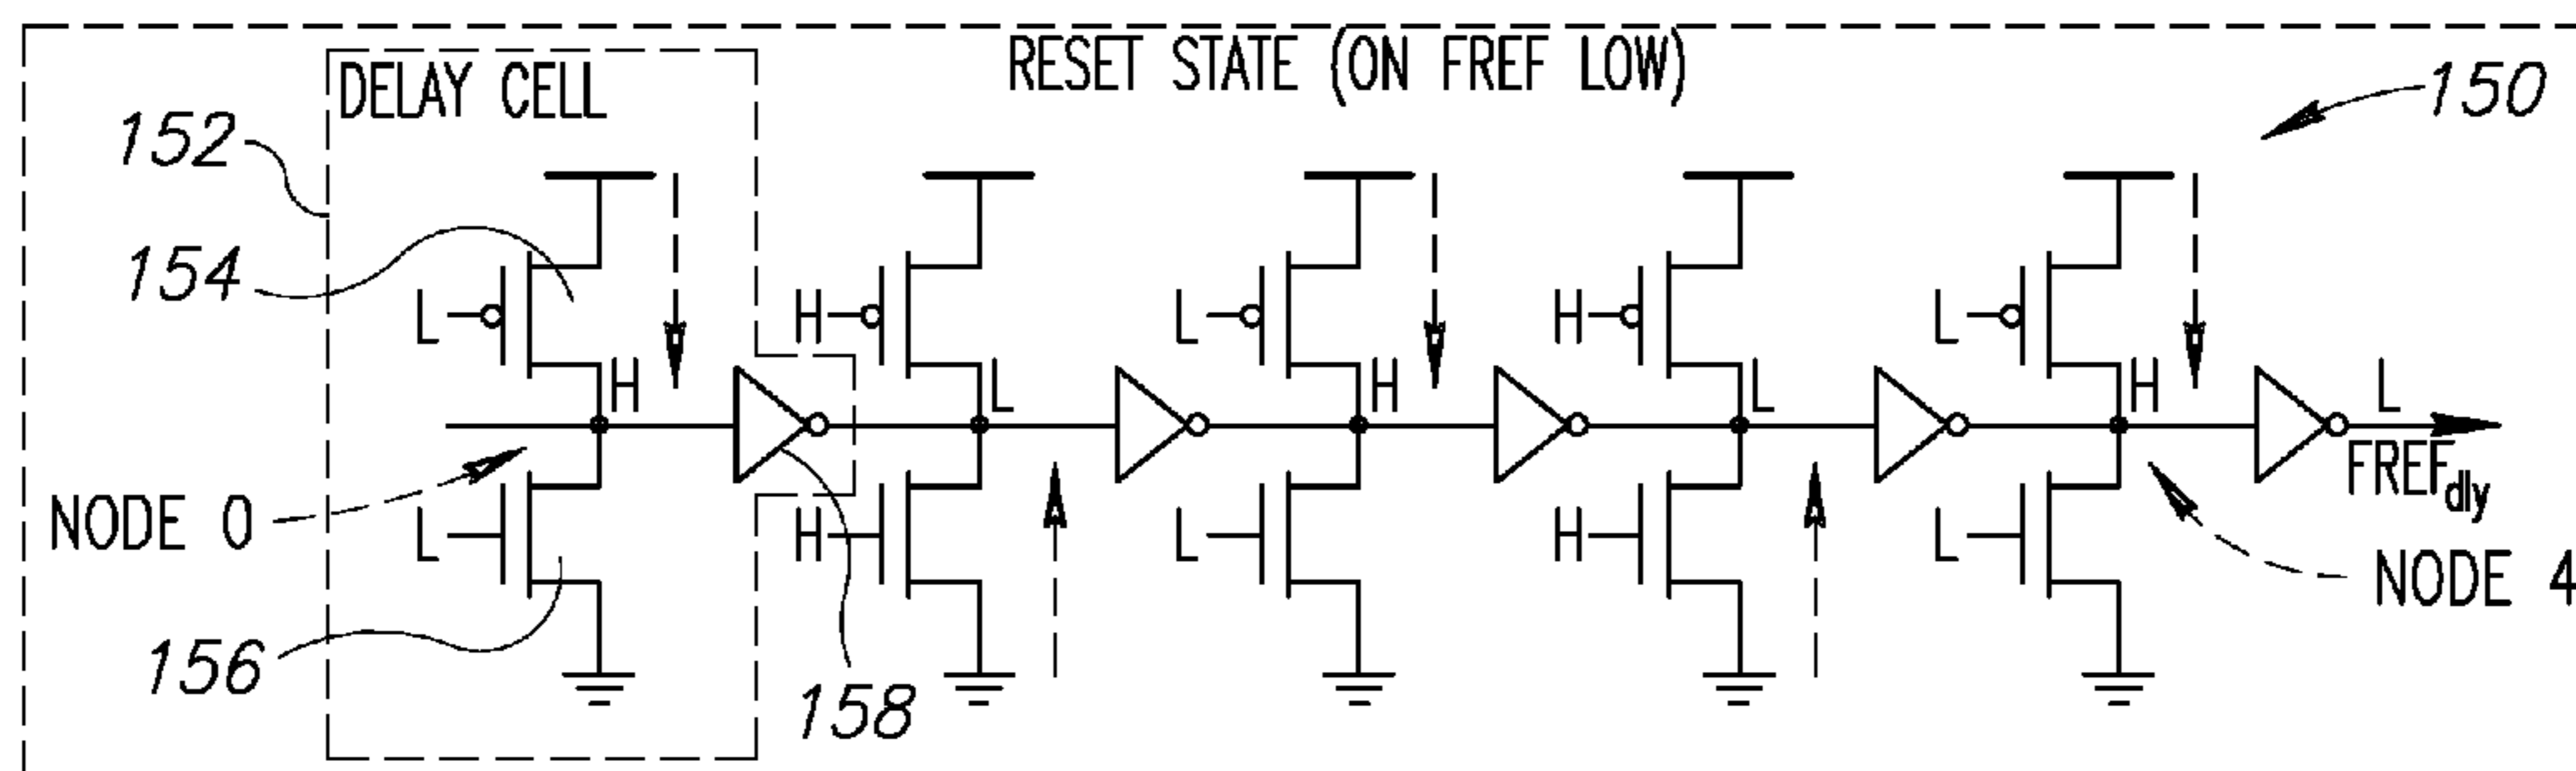 RESET STATE (ON FREF LOW)
DELAY CELL
150
152
154
L
H
L
H
L
H
L
H
L
H
L
L
FREFdly
NODE 0
L
H
L
H
L
NODE 4
156
158